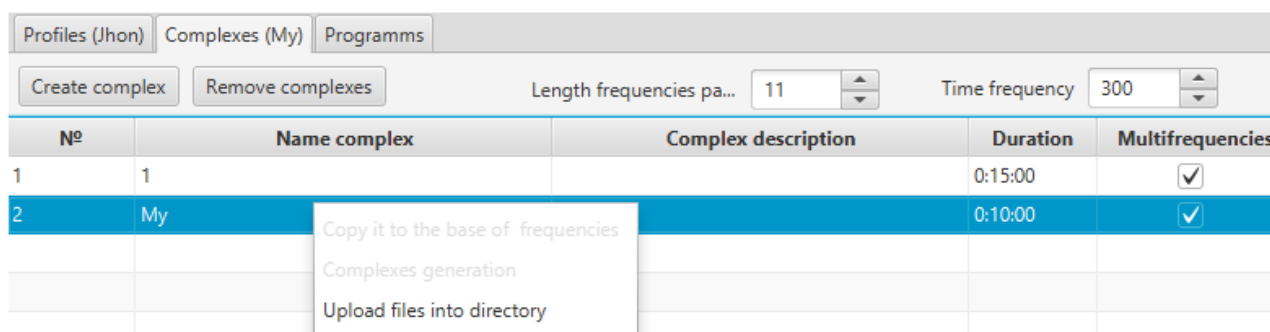 Profiles (Jhon) Complexes (My) Programms
Create complex Remove complexes Length frequencies pa... 11 Time frequency 300
Nº Name complex Complex description Duration Multifrequencies
1 1 0:15:00
2 My 0:10:00
Copy it to the base of frequencies
Complexes generation
Upload files into directory